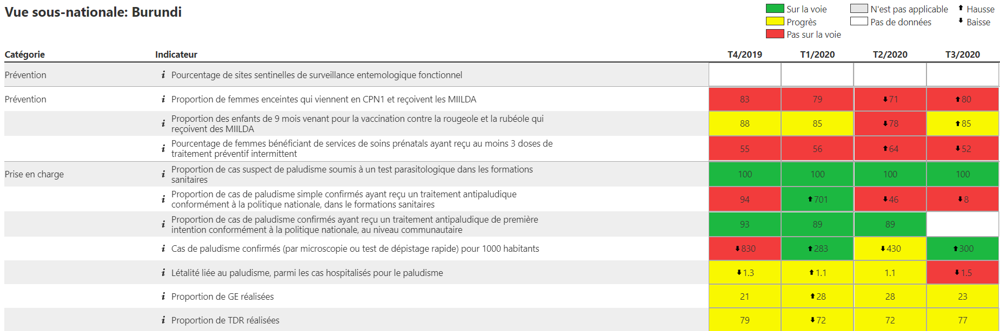 Vue sous-nationale: Burundi
Sur la voie
Progrès
Pas sur la voie
N'est pas applicable
Pas de données
Hausse
Baisse
Catégorie Indicateur T4/2019 T1/2020 T2/2020 T3/2020
Prévention i Pourcentage de sites sentinelles de surveillance entemologique fonctionnel
Prévention i Proportion de femmes enceintes qui viennent en CPN1 et reçoivent les MIILDA 83 79 71 80
i Proportion des enfants de 9 mois venant pour la vaccination contre la rougeole et la rubéole qui
reçoivent des MIILDA 88 85 78 85
i Pourcentage de femmes bénéficiant de services de soins prénatals ayant reçu au moins 3 doses de
traitement préventif intermittent 55 56 64 52
Prise en charge i Proportion de cas suspect de paludisme soumis à un test parasitologique dans les formations
sanitaires 100 100 100 100
i Proportion de cas de paludisme simple confirmés ayant reçu un traitement antipaludique
conformément à la politique nationale, dans le formations sanitaires 94 701 46 8
i Proportion de cas de paludisme confirmés ayant reçu un traitement antipaludique de première
intention conformément à la politique nationale, au niveau communautaire 93 89 89
i Cas de paludisme confirmés (par microscopie ou test de dépistage rapide) pour 1000 habitants 830 283 430 300
i Létalité liée au paludisme, parmi les cas hospitalisés pour le paludisme 1.3 1.1 1.1 1.5
i Proportion de GE réalisées 21 28 28 23
i Proportion de TDR réalisées 79 72 72 77